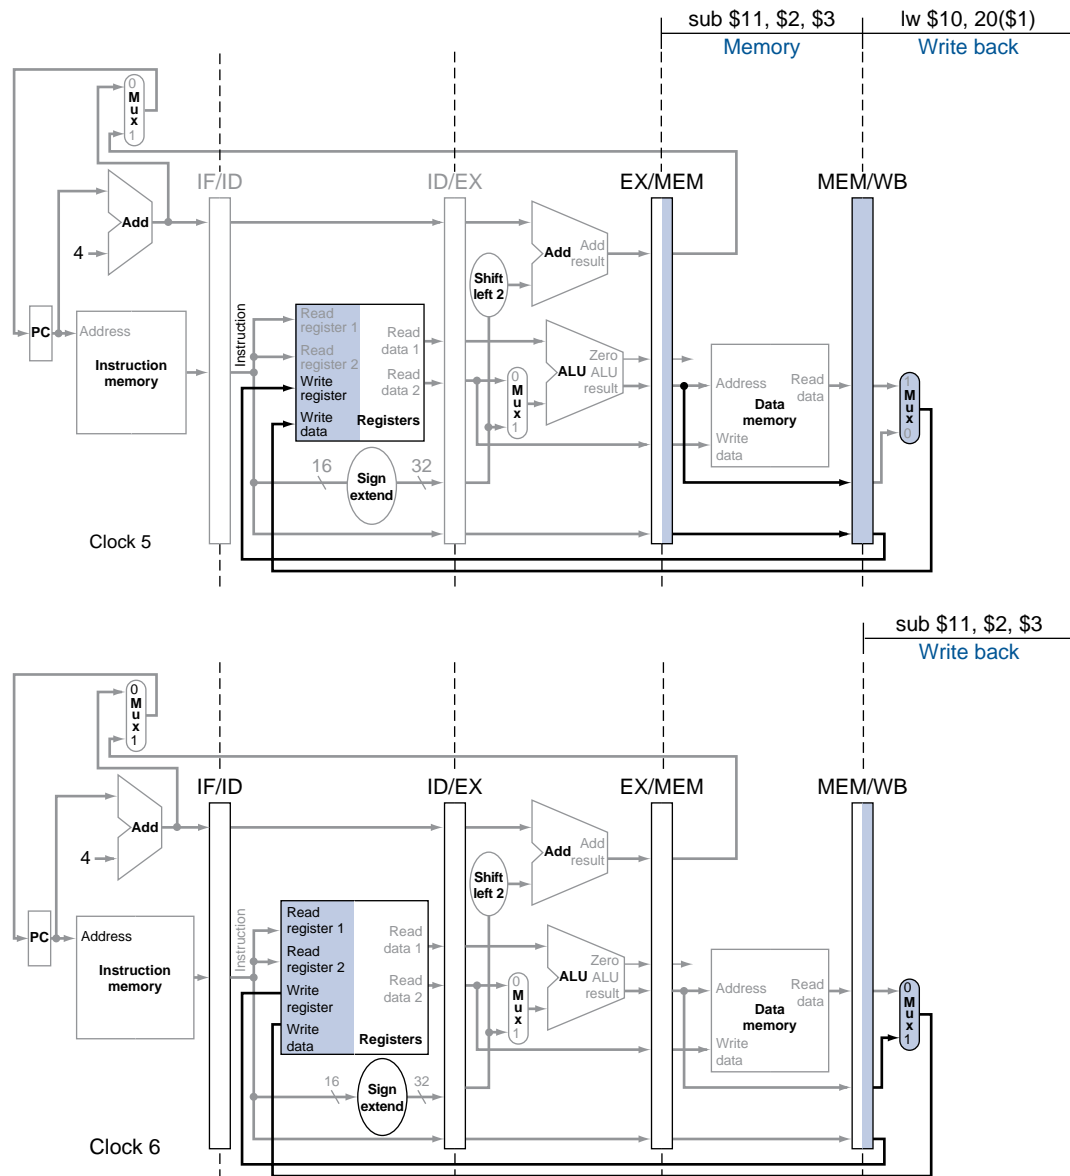 sub $11, $2, $3 lw $10, 20($1)
Memory Write back
0
M
u
x
1
IF/ID ID/EX EX/MEM MEM/WB
Add
4
Add Add
result
Shift
left 2
PC
Address
Instruction
memory
Instruction
Read
register 1
Read
register 2
Write
register
Write
data
Read
data 1
Read
data 2
Registers
0
M
u
x
1
Zero
ALU ALU
result
Address
Read
data
Data
memory
Write
data
1
M
u
x
0
16
Sign
extend
32
Clock 5
sub $11, $2, $3
Write back
0
M
u
x
1
IF/ID ID/EX EX/MEM MEM/WB
Add
4
Add Add
result
Shift
left 2
PC
Address
Instruction
memory
Instruction
Read
register 1
Read
register 2
Write
register
Write
data
Read
data 1
Read
data 2
Registers
0
M
u
x
1
Zero
ALU ALU
result
Address
Read
data
Data
memory
Write
data
0
M
u
x
1
16
Sign
extend
32
Clock 6